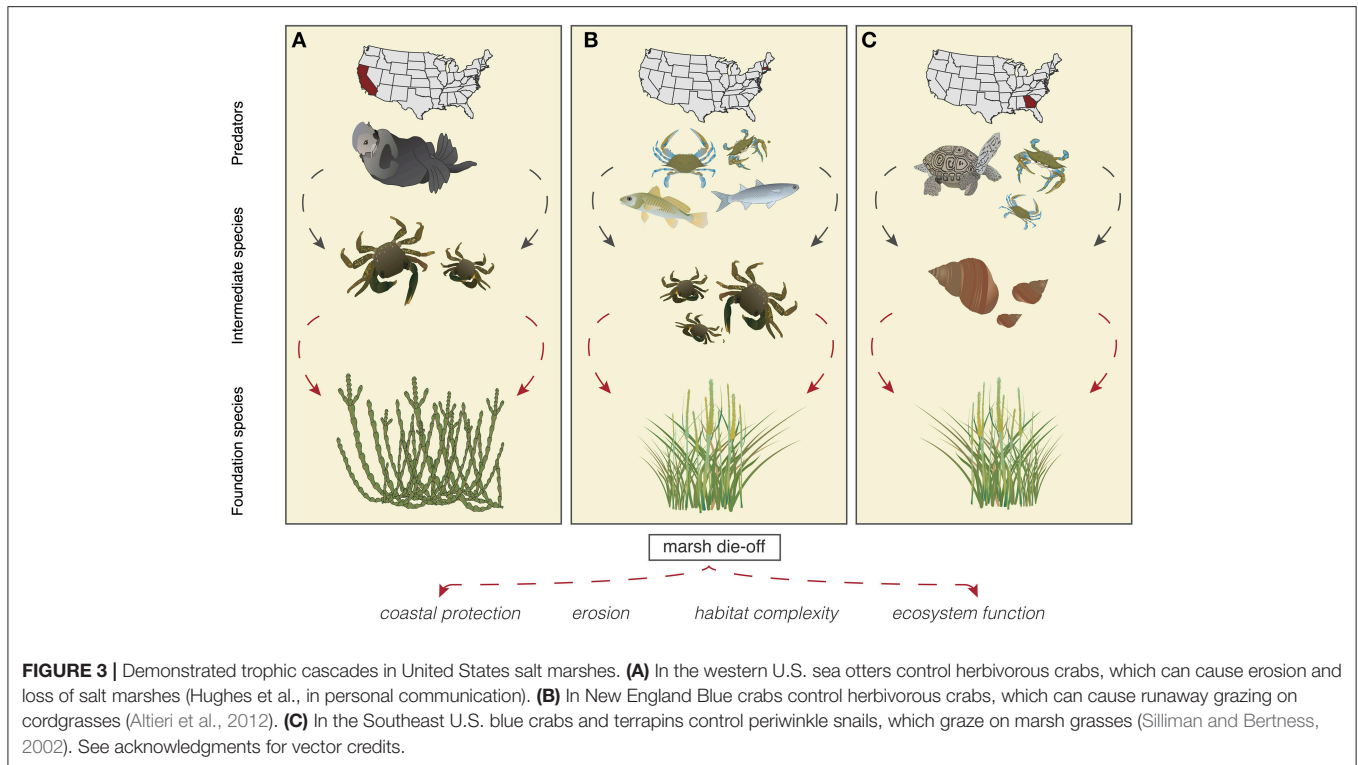 A
B
C
Predators
Intermediate species
Foundation species
marsh die-off
coastal protection erosion habitat complexity ecosystem function
FIGURE 3 | Demonstrated trophic cascades in United States salt marshes. (A) In the western U.S. sea otters control herbivorous crabs, which can cause erosion and
loss of salt marshes (Hughes et al., in personal communication). (B) In New England Blue crabs control herbivorous crabs, which can cause runaway grazing on
cordgrasses (Altieri et al., 2012). (C) In the Southeast U.S. blue crabs and terrapins control periwinkle snails, which graze on marsh grasses (Silliman and Bertness,
2002). See acknowledgments for vector credits.